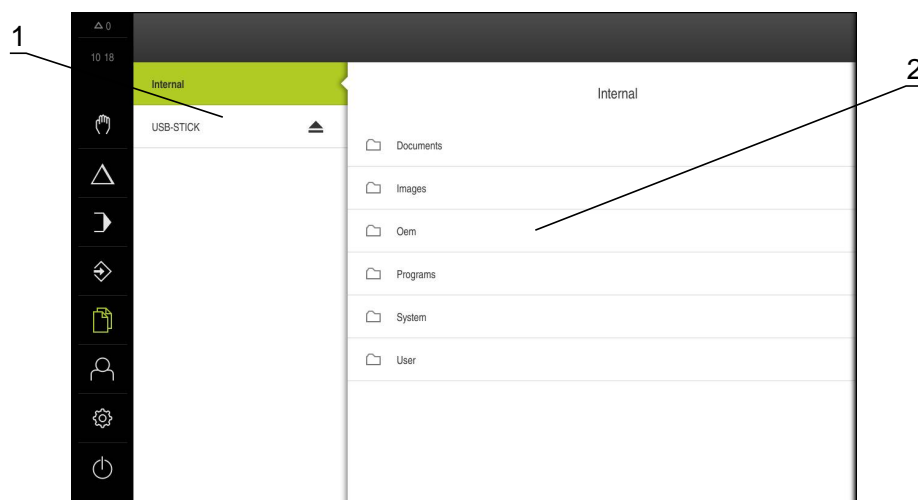 1
△ 0
10 18
2
Internal
USB-STICK
Internal
Documents
Images
Oem
Programs
System
User